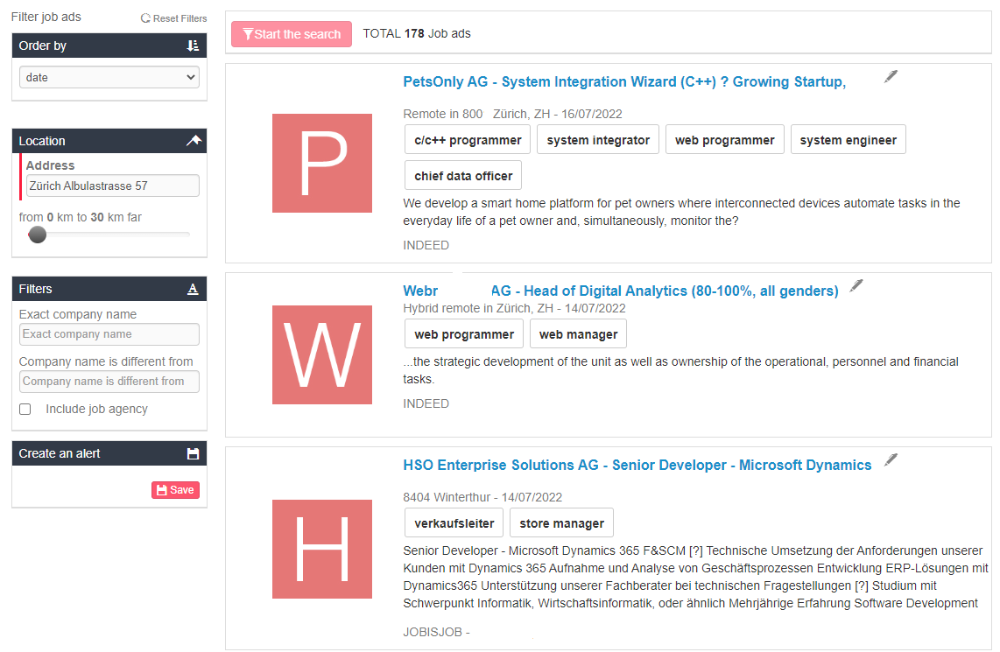 Filter job ads
Reset Filters
Order by
date
Location
Address
Zürich Albulastrasse 57
from 0 km to 30 km far
Filters
Exact company name
Exact company name
Company name is different from
Company name is different from
Include job agency
Create an alert
Save
Start the search TOTAL 178 Job ads
P
PetsOnly AG - System Integration Wizard (C++) ? Growing Startup,
Remote in 800 Zürich, ZH - 16/07/2022
c/c++ programmer system integrator web programmer system engineer
chief data officer
We develop a smart home platform for pet owners where interconnected devices automate tasks in the
everyday life of a pet owner and, simultaneously, monitor the?
INDEED
W
Webr AG - Head of Digital Analytics (80-100%, all genders)
Hybrid remote in Zürich, ZH - 14/07/2022
web programmer web manager
...the strategic development of the unit as well as ownership of the operational, personnel and financial
tasks.
INDEED
H
HSO Enterprise Solutions AG - Senior Developer - Microsoft Dynamics
8404 Winterthur - 14/07/2022
verkaufsleiter store manager
Senior Developer - Microsoft Dynamics 365 F&SCM [?] Technische Umsetzung der Anforderungen unserer
Kunden mit Dynamics 365 Aufnahme und Analyse von Geschäftsprozessen Entwicklung ERP-Lösungen mit
Dynamics365 Unterstützung unserer Fachberater bei technischen Fragestellungen [?] Studium mit
Schwerpunkt Informatik, Wirtschaftsinformatik, oder ähnlich Mehrjährige Erfahrung Software Development
JOBISJOB -